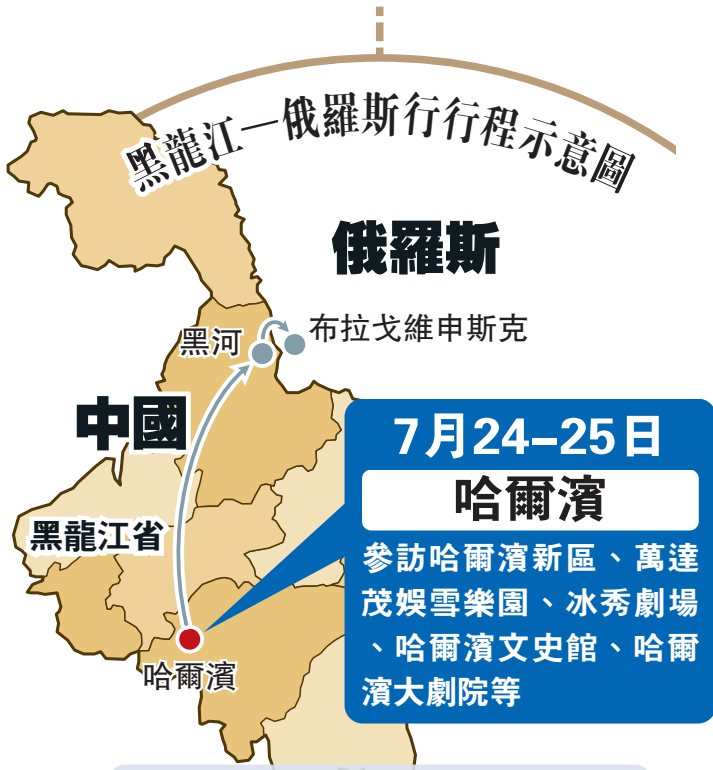 黑龍江—俄羅斯行行程示意圖
俄羅斯
布拉戈維申斯克
黑河
中國
7月24–25日
哈爾濱
參訪哈爾濱新區、萬達
茂娛雪樂園、冰秀劇場
、哈爾濱文史館、哈爾
濱大劇院等
黑龍江省
哈爾濱